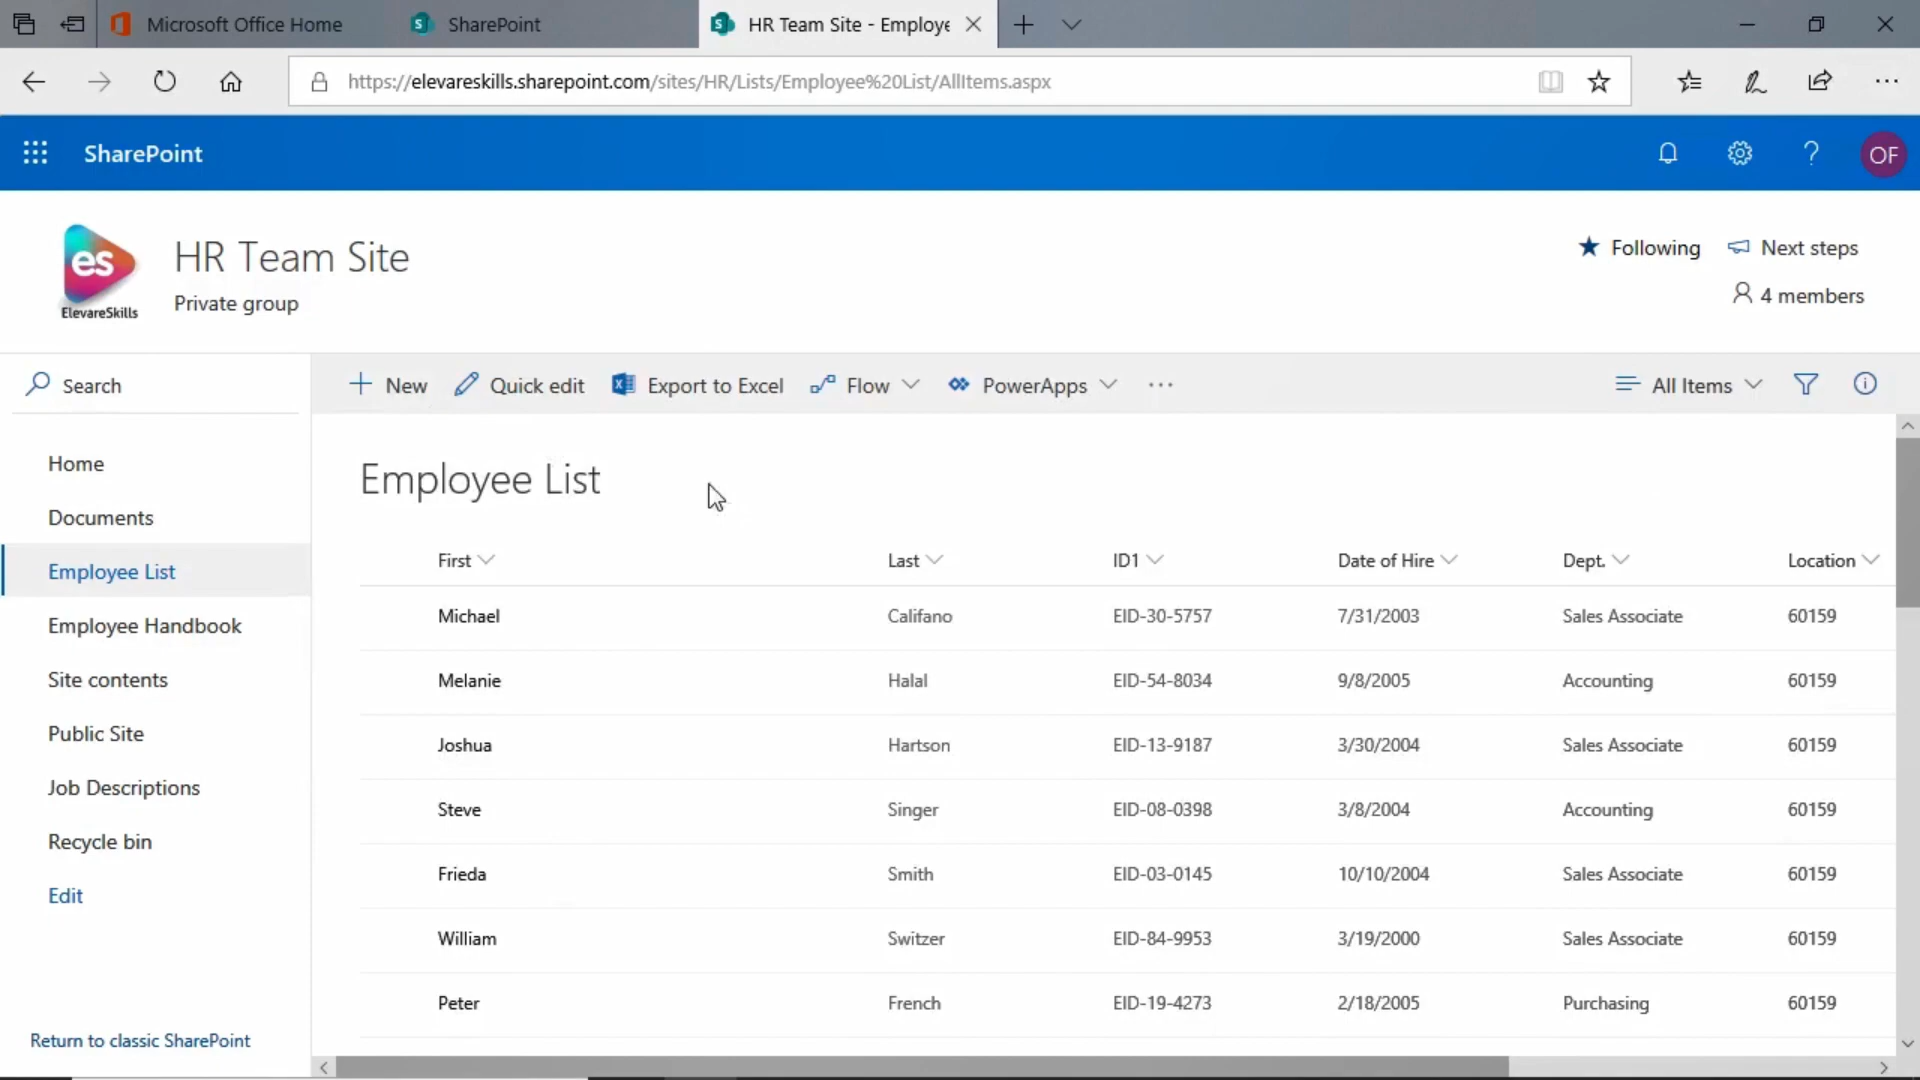 Microsoft Office Home
SharePoint
HR Team Site - Employe
https://elevareskills.sharepoint.com/sites/HR/Lists/Employee%20List/AllItems.aspx
SharePoint
OF
es
ElevareSkills
HR Team Site
Private group
Following
Next steps
4 members
Search
New
Quick edit
Export to Excel
Flow
PowerApps
All Items
Home
Documents
Employee List
Employee Handbook
Site contents
Public Site
Job Descriptions
Recycle bin
Edit
Return to classic SharePoint
Employee List
First Last ID1 Date of Hire Dept. Location
Michael Califano EID-30-5757 7/31/2003 Sales Associate 60159
Melanie Halal EID-54-8034 9/8/2005 Accounting 60159
Joshua Hartson EID-13-9187 3/30/2004 Sales Associate 60159
Steve Singer EID-08-0398 3/8/2004 Accounting 60159
Frieda Smith EID-03-0145 10/10/2004 Sales Associate 60159
William Switzer EID-84-9953 3/19/2000 Sales Associate 60159
Peter French EID-19-4273 2/18/2005 Purchasing 60159